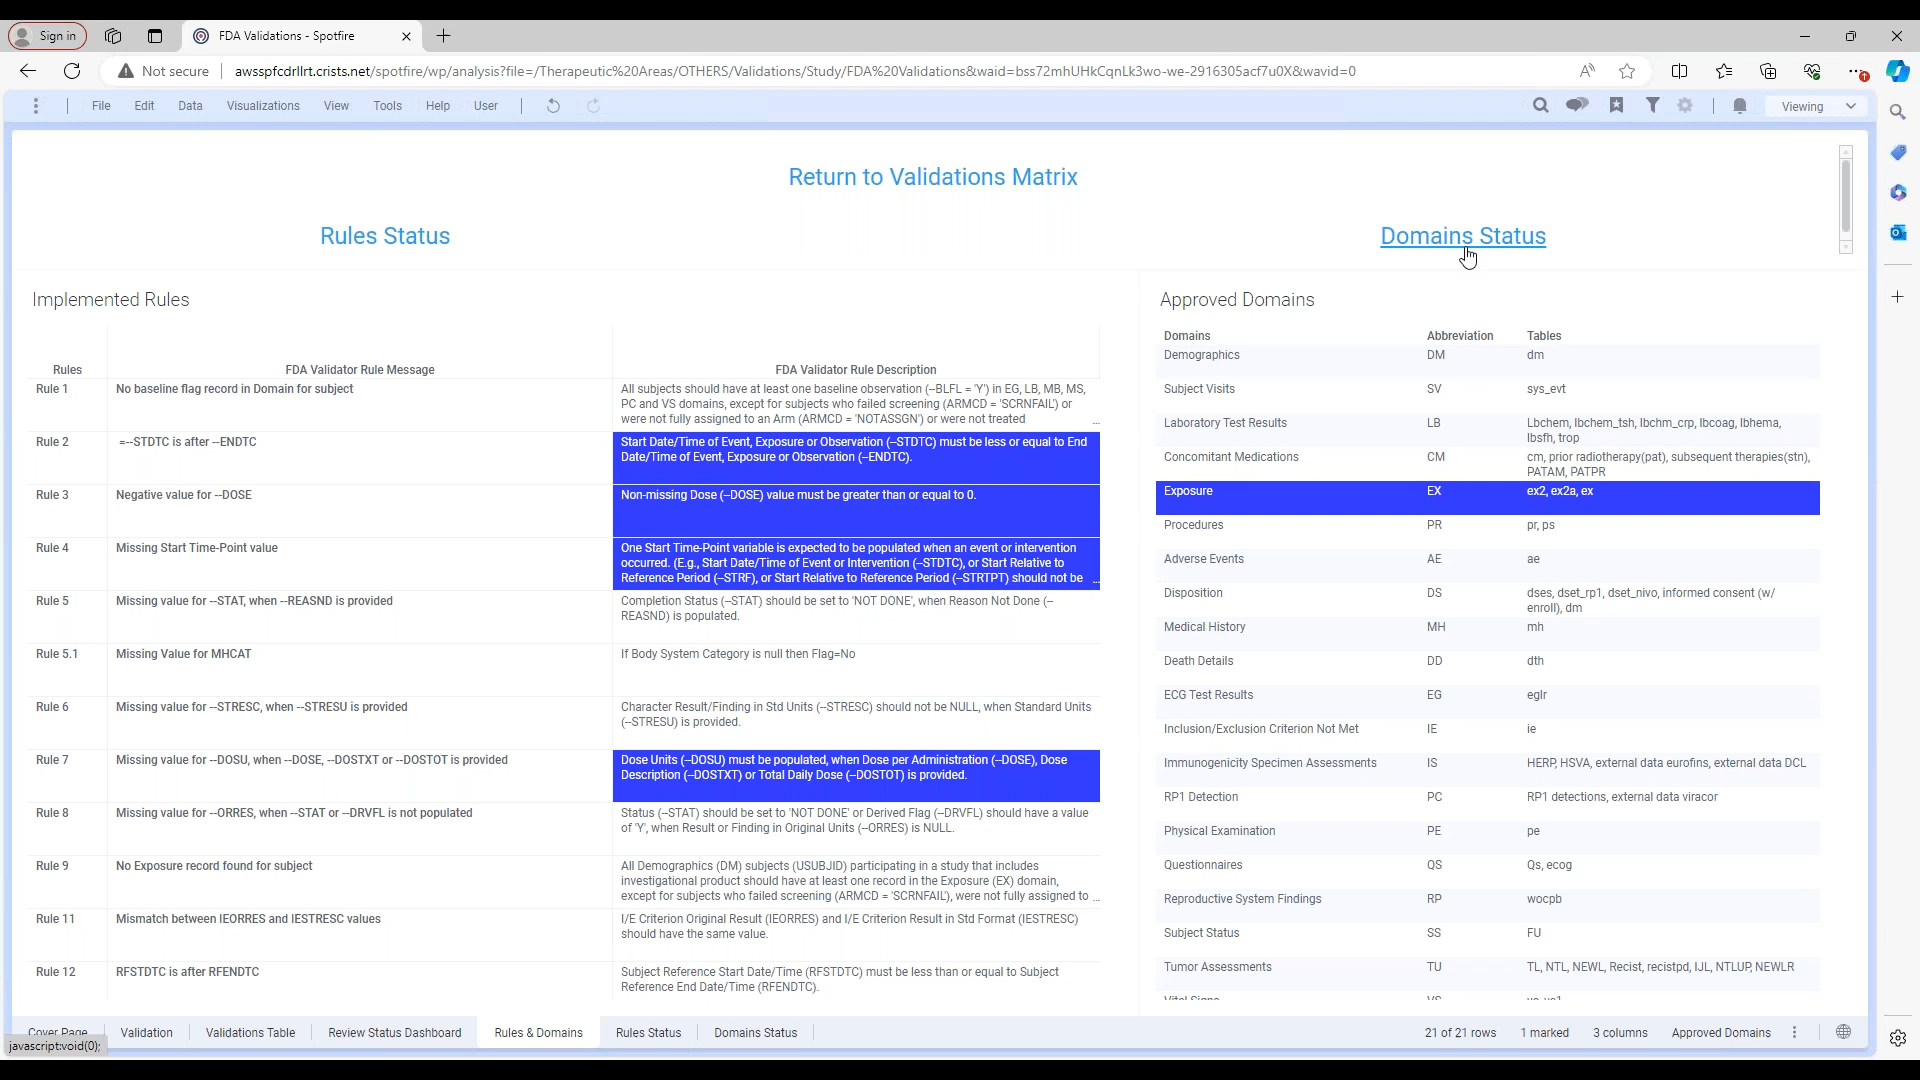 Sign in
FDA Validations - Spotfire
Not secure
awsspfcdrllrt.crists.net/spotfire/wp/analysis?file=/Therapeutic%20Areas/OTHERS/Validations/Study/FDA%20Validations&waid=bss72mhUHkCqnLk3wo-we-2916305acf7u0X&wavid=0
File Edit Data Visualizations View Tools Help User
Viewing
Return to Validations Matrix
Rules Status
Domains Status
Implemented Rules
Rules FDA Validator Rule Message FDA Validator Rule Description
Rule 1 No baseline flag record in Domain for subject All subjects should have at least one baseline observation (--BLFL = 'Y') in EG, LB, MB, MS,
PC and VS domains, except for subjects who failed screening (ARMCD = 'SCRNFAIL') or
were not fully assigned to an Arm (ARMCD = 'NOTASSGN') or were not treated ...
Rule 2 =--STDTC is after --ENDTC Start Date/Time of Event, Exposure or Observation (--STDTC) must be less or equal to End
Date/Time of Event, Exposure or Observation (--ENDTC).
Rule 3 Negative value for --DOSE Non-missing Dose (--DOSE) value must be greater than or equal to 0.
Rule 4 Missing Start Time-Point value One Start Time-Point variable is expected to be populated when an event or intervention
occurred. (E.g., Start Date/Time of Event or Intervention (--STDTC), or Start Relative to
Reference Period (--STRF), or Start Relative to Reference Period (--STRTPT) should not be ...
Rule 5 Missing value for --STAT, when --REASND is provided Completion Status (--STAT) should be set to 'NOT DONE', when Reason Not Done (--
REASND) is populated.
Rule 5.1 Missing Value for MHCAT If Body System Category is null then Flag=No
Rule 6 Missing value for --STRESC, when --STRESU is provided Character Result/Finding in Std Units (--STRESC) should not be NULL, when Standard Units
(--STRESU) is provided.
Rule 7 Missing value for --DOSU, when --DOSE, --DOSTXT or --DOSTOT is provided Dose Units (--DOSU) must be populated, when Dose per Administration (--DOSE), Dose
Description (--DOSTXT) or Total Daily Dose (--DOSTOT) is provided.
Rule 8 Missing value for --ORRES, when --STAT or --DRVFL is not populated Status (--STAT) should be set to 'NOT DONE' or Derived Flag (--DRVFL) should have a value
of 'Y', when Result or Finding in Original Units (--ORRES) is NULL.
Rule 9 No Exposure record found for subject All Demographics (DM) subjects (USUBJID) participating in a study that includes
investigational product should have at least one record in the Exposure (EX) domain,
except for subjects who failed screening (ARMCD = 'SCRNFAIL'), were not fully assigned to ...
Rule 11 Mismatch between IEORRES and IESTRESC values I/E Criterion Original Result (IEORRES) and I/E Criterion Result in Std Format (IESTRESC)
should have the same value.
Rule 12 RFSTDTC is after RFENDTC Subject Reference Start Date/Time (RFSTDTC) must be less than or equal to Subject
Reference End Date/Time (RFENDTC).
Approved Domains
Domains Abbreviation Tables
Demographics DM dm
Subject Visits SV sys_evt
Laboratory Test Results LB Lbchem, lbchem_tsh, lbchm_crp, lbcoag, lbhema,
lbsfh, trop
Concomitant Medications CM cm, prior radiotherapy(pat), subsequent therapies(stn),
PATAM, PATPR
Exposure EX ex2, ex2a, ex
Procedures PR pr, ps
Adverse Events AE ae
Disposition DS dses, dset_rp1, dset_nivo, informed consent (w/
enroll), dm
Medical History MH mh
Death Details DD dth
ECG Test Results EG eglr
Inclusion/Exclusion Criterion Not Met IE ie
Immunogenicity Specimen Assessments IS HERP, HSVA, external data eurofins, external data DCL
RP1 Detection PC RP1 detections, external data viracor
Physical Examination PE pe
Questionnaires QS Qs, ecog
Reproductive System Findings RP wocpb
Subject Status SS FU
Tumor Assessments TU TL, NTL, NEWL, Recist, recistpd, IJL, NTLUP, NEWLR
Vital Signs VS vs, vs1
Cover Page Validation Validations Table Review Status Dashboard Rules & Domains Rules Status Domains Status
21 of 21 rows 1 marked 3 columns Approved Domains
javascript:void(0);